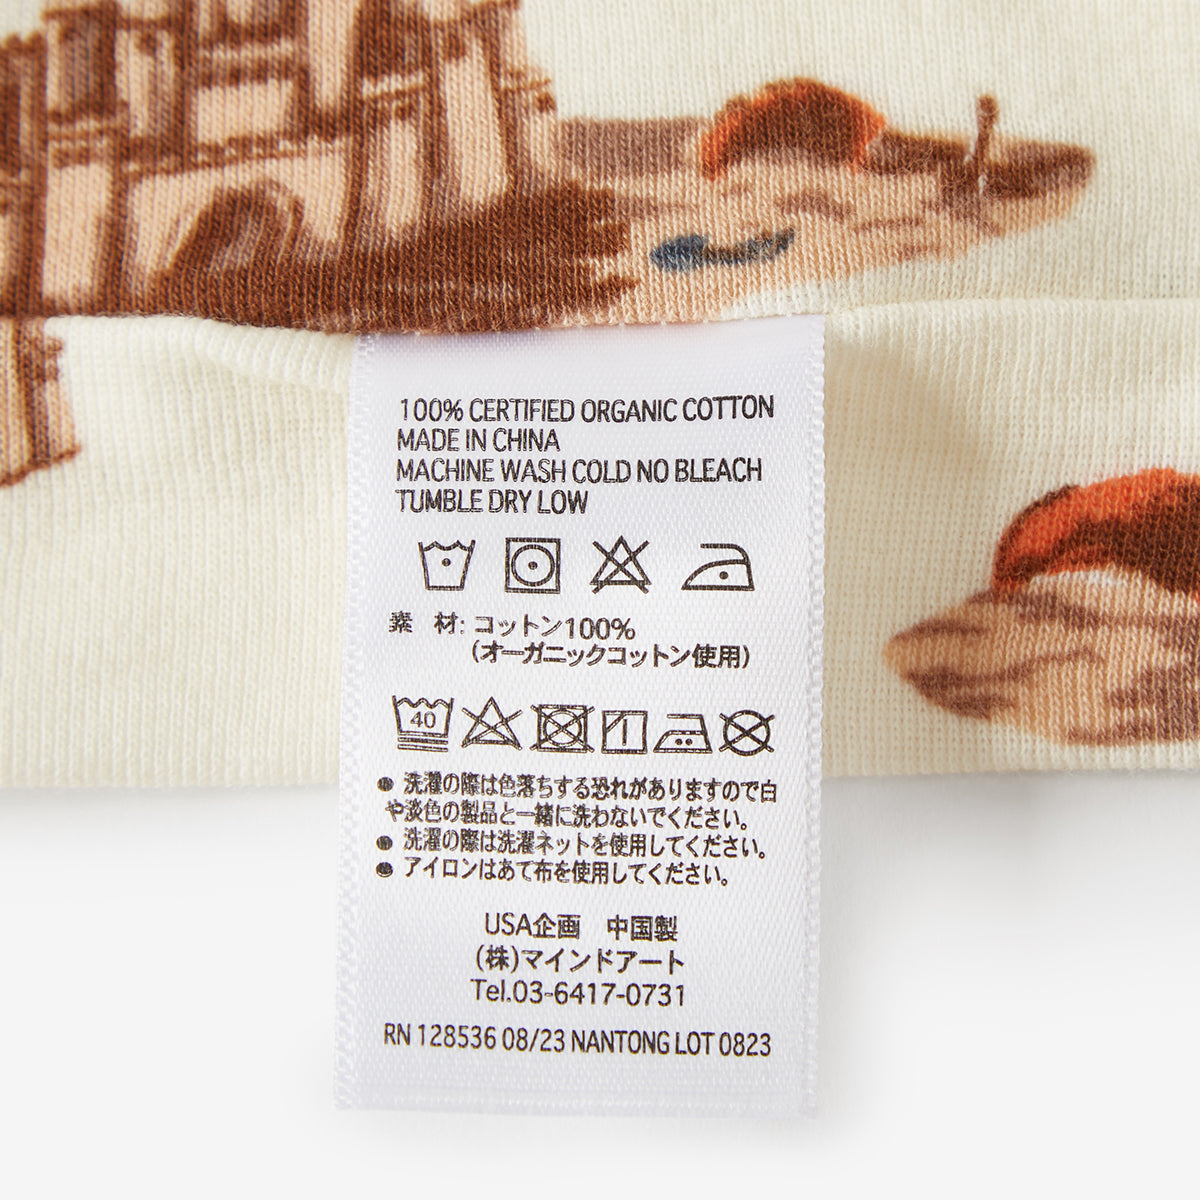 100% CERTIFIED ORGANIC COTTON
MADE IN CHINA
MACHINE WASH COLD NO BLEACH
TUMBLE DRY LOW
素 材: コットン100%
(オーガニックコットン使用)
40
● 洗濯の際は色落ちする恐れがありますので白
や淡色の製品と一緒に洗わないでください。
● 洗濯の際は洗濯ネットを使用してください。
● アイロンはあて布を使用してください。
USA企画 中国製
(株)マインドアート
Tel.03-6417-0731
RN 128536 08/23 NANTONG LOT 0823